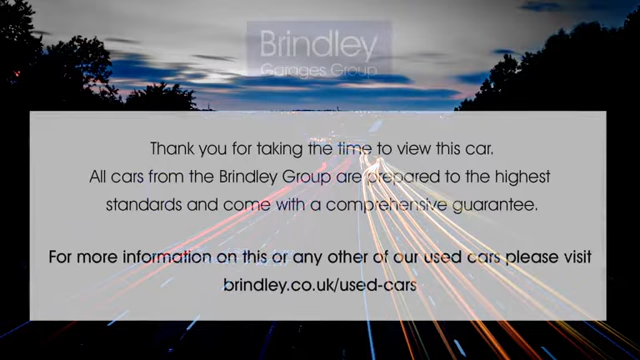 Brindley
Garages Group
Thank you for taking the time to view this car.
All cars from the Brindley Group are prepared to the highest
standards and come with a comprehensive guarantee.
For more information on this or any other of our used cars please visit
brindley.co.uk/used-cars